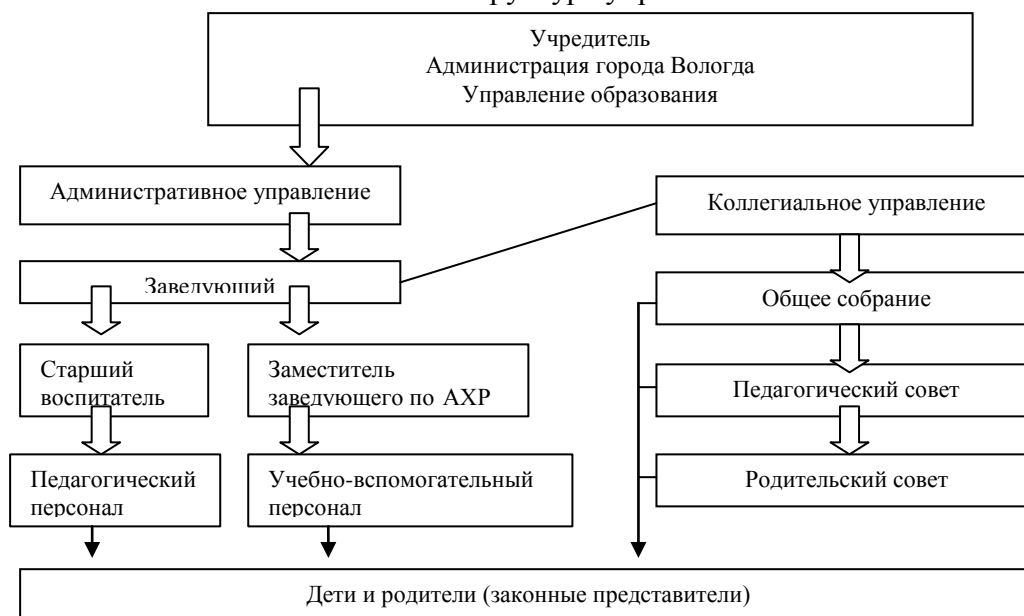 Учредитель
Администрация города Вологда
Управление образования
Административное управление
Коллегиальное управление
Заведующий
Общее собрание
Старший
воспитатель
Заместитель
заведующего по АХР
Педагогический совет
Педагогический
персонал
Учебно-вспомогательный
персонал
Родительский совет
Дети и родители (законные представители)